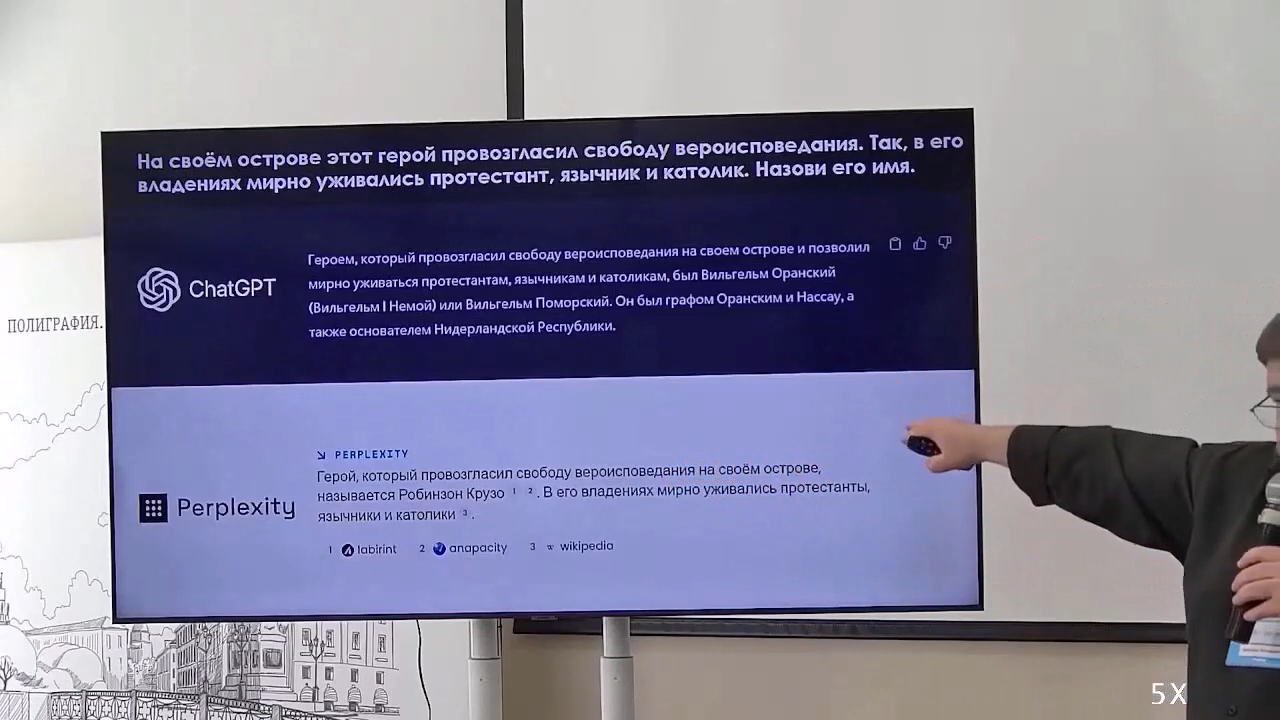 На своём острове этот герой провозгласил свободу вероисповедания. Так, в его
владениях мирно уживались протестант, язычник и католик. Назови его имя.
ChatGPT
Героем, который провозгласил свободу вероисповедания на своем острове и позволил
мирно уживаться протестантам, язычникам и католикам, был Вильгельм Оранский
(Вильгельм I Немой) или Вильгельм Поморский. Он был графом Оранским и Нассау, а
также основателем Нидерландской Республики.
ПОЛИГРАФИЯ.
PERPLEXITY
Perplexity
Герой, который провозгласил свободу вероисповедания на своём острове,
называется Робинзон Крузо 1 2. В его владениях мирно уживались протестанты,
язычники и католики 3.
1 labirint 2 anapacity 3 w wikipedia
5X